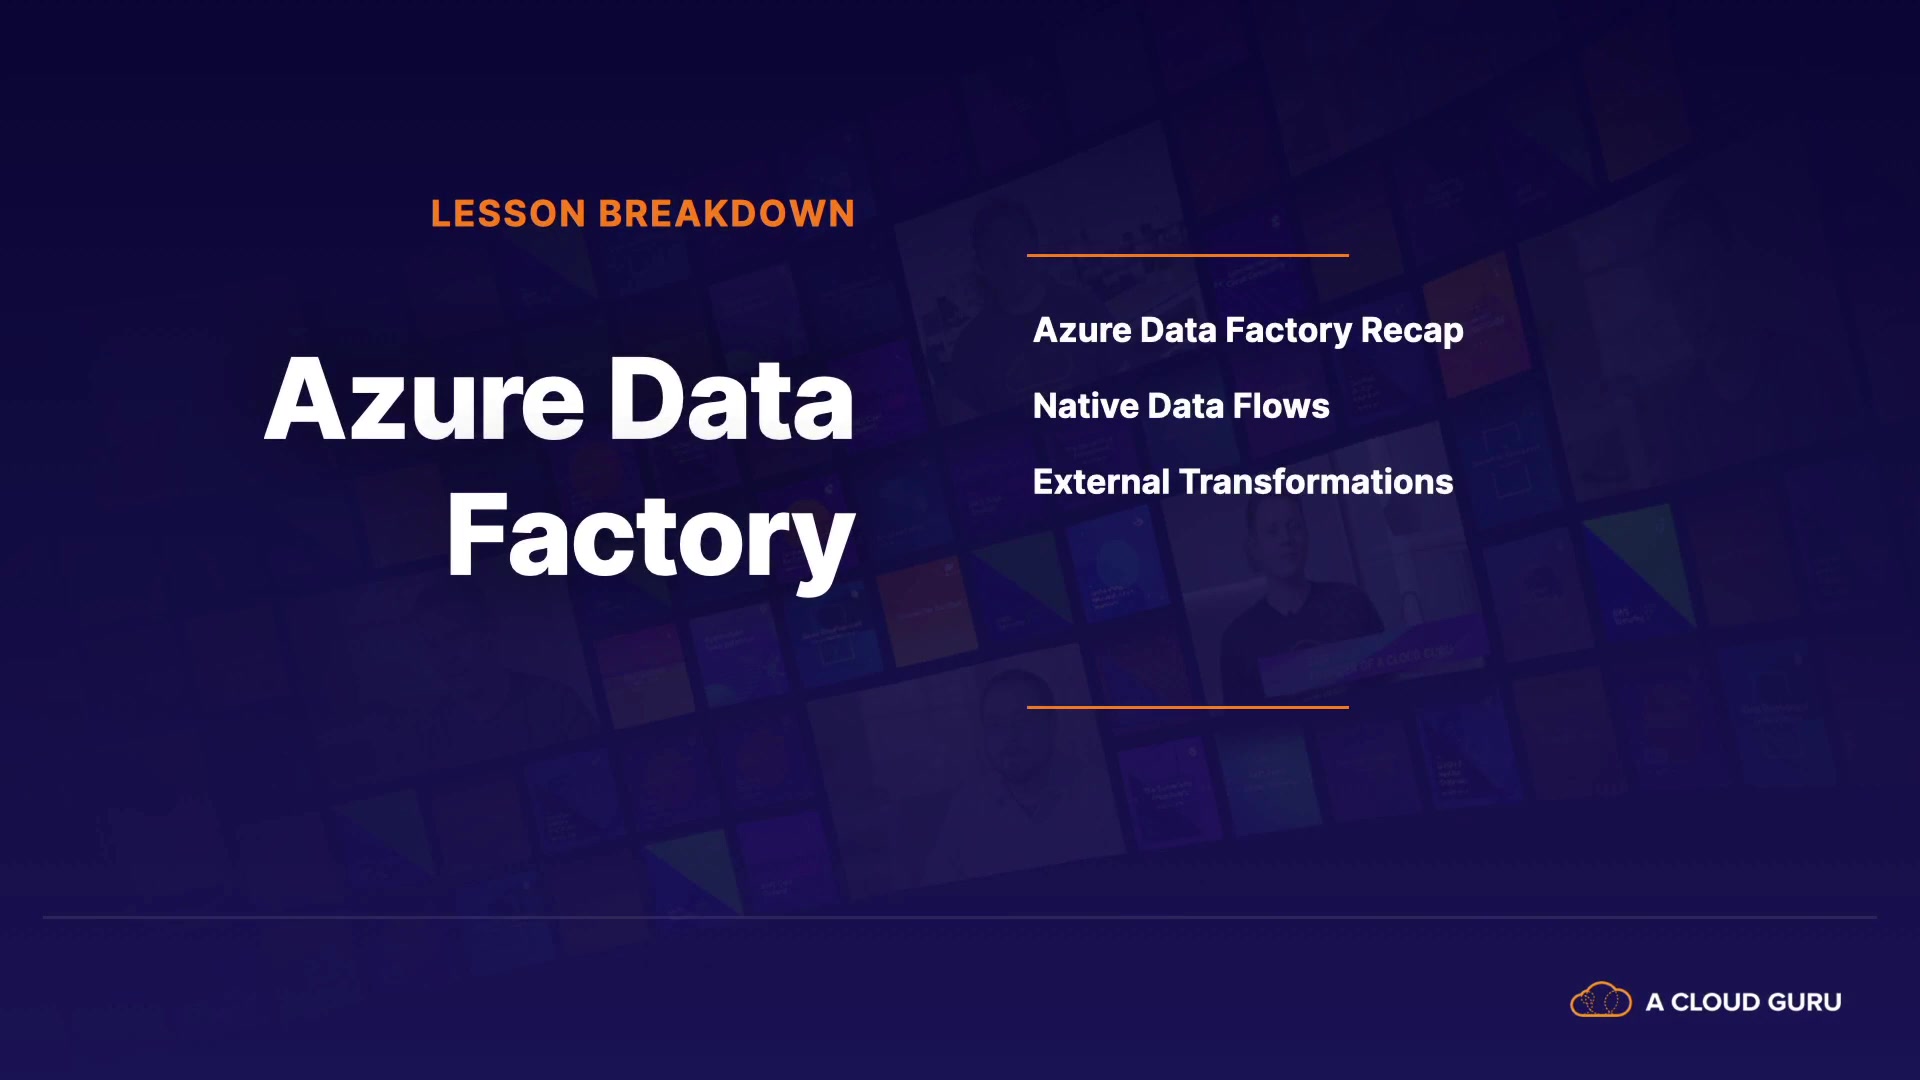 LESSON BREAKDOWN
Azure Data
Factory
Azure Data Factory Recap
Native Data Flows
External Transformations
A CLOUD GURU